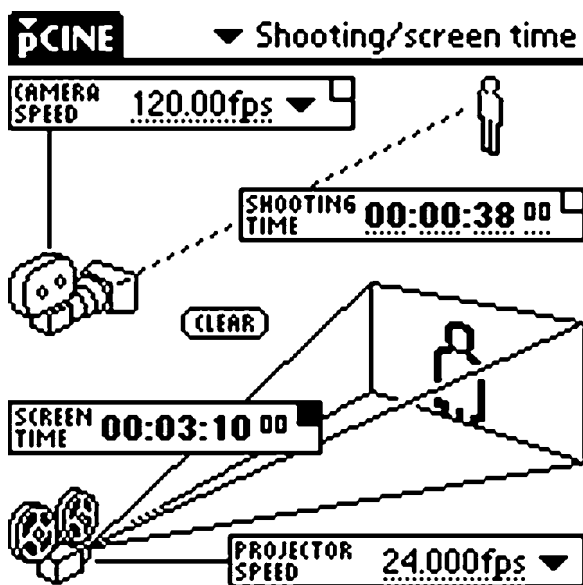 pCINE
Shooting/screen time
CAMERA
SPEED
120.00fps
SHOOTING
TIME
00:00:38 00
CLEAR
SCREEN
TIME
00:03:10 00
PROJECTOR
SPEED
24.000fps